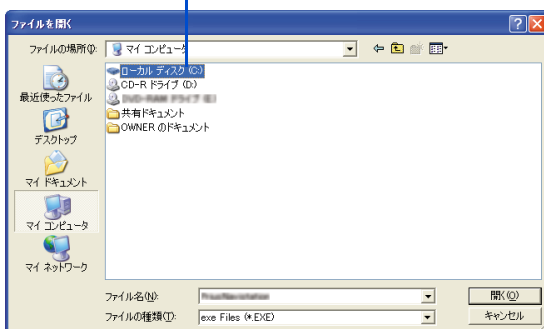 ファイルを開く
ファイルの場所(I):
マイ コンピュータ
最近使ったファイル
デスクトップ
マイ ドキュメント
マイ コンピュータ
マイ ネットワーク
ローカル ディスク (C:)
CD-R ドライブ (D:)
共有ドキュメント
OWNER のドキュメント
ファイル名(N):
ファイルの種類(T):
exe Files (*.EXE)
開く(O)
キャンセル